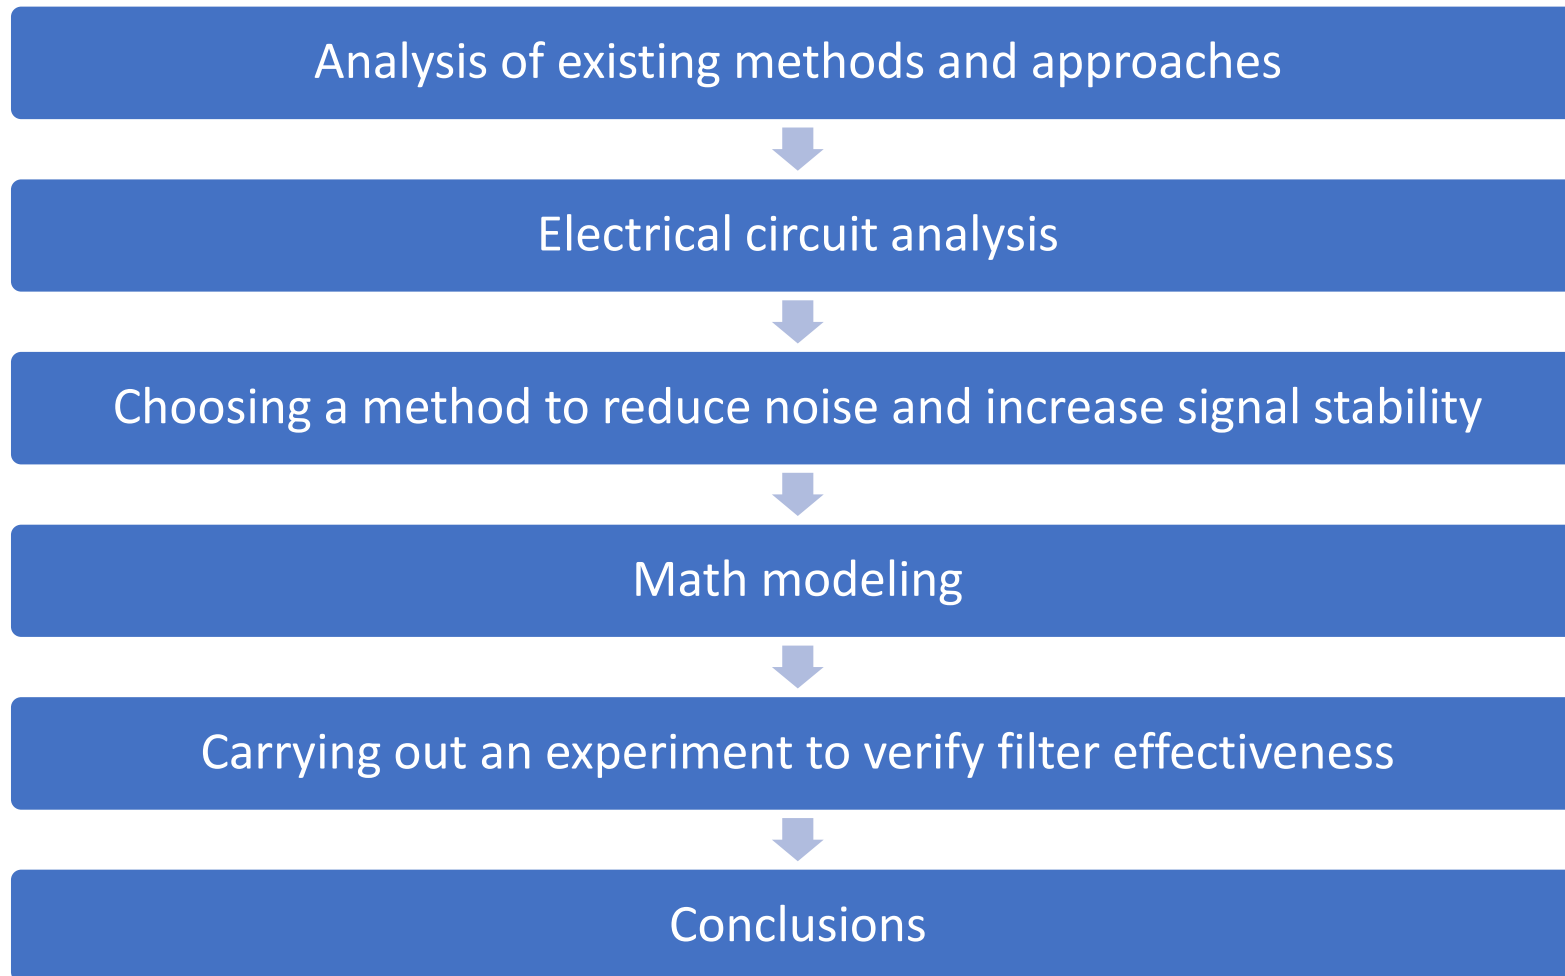 Analysis of existing methods and approaches
Electrical circuit analysis
Choosing a method to reduce noise and increase signal stability
Math modeling
Carrying out an experiment to verify filter effectiveness
Conclusions